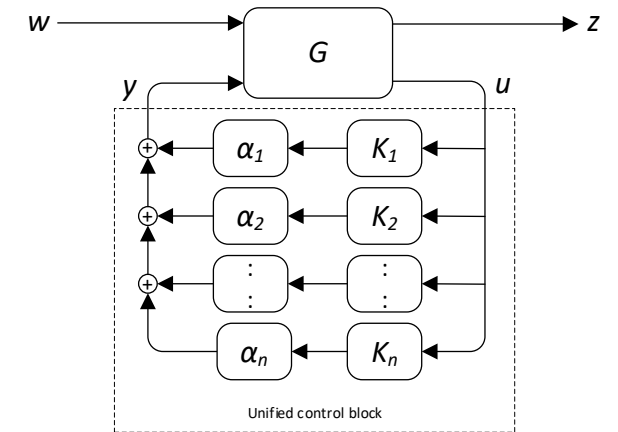 w G z
y u
α1 K1
α2 K2
: :
: :
αn Kn
Unified control block